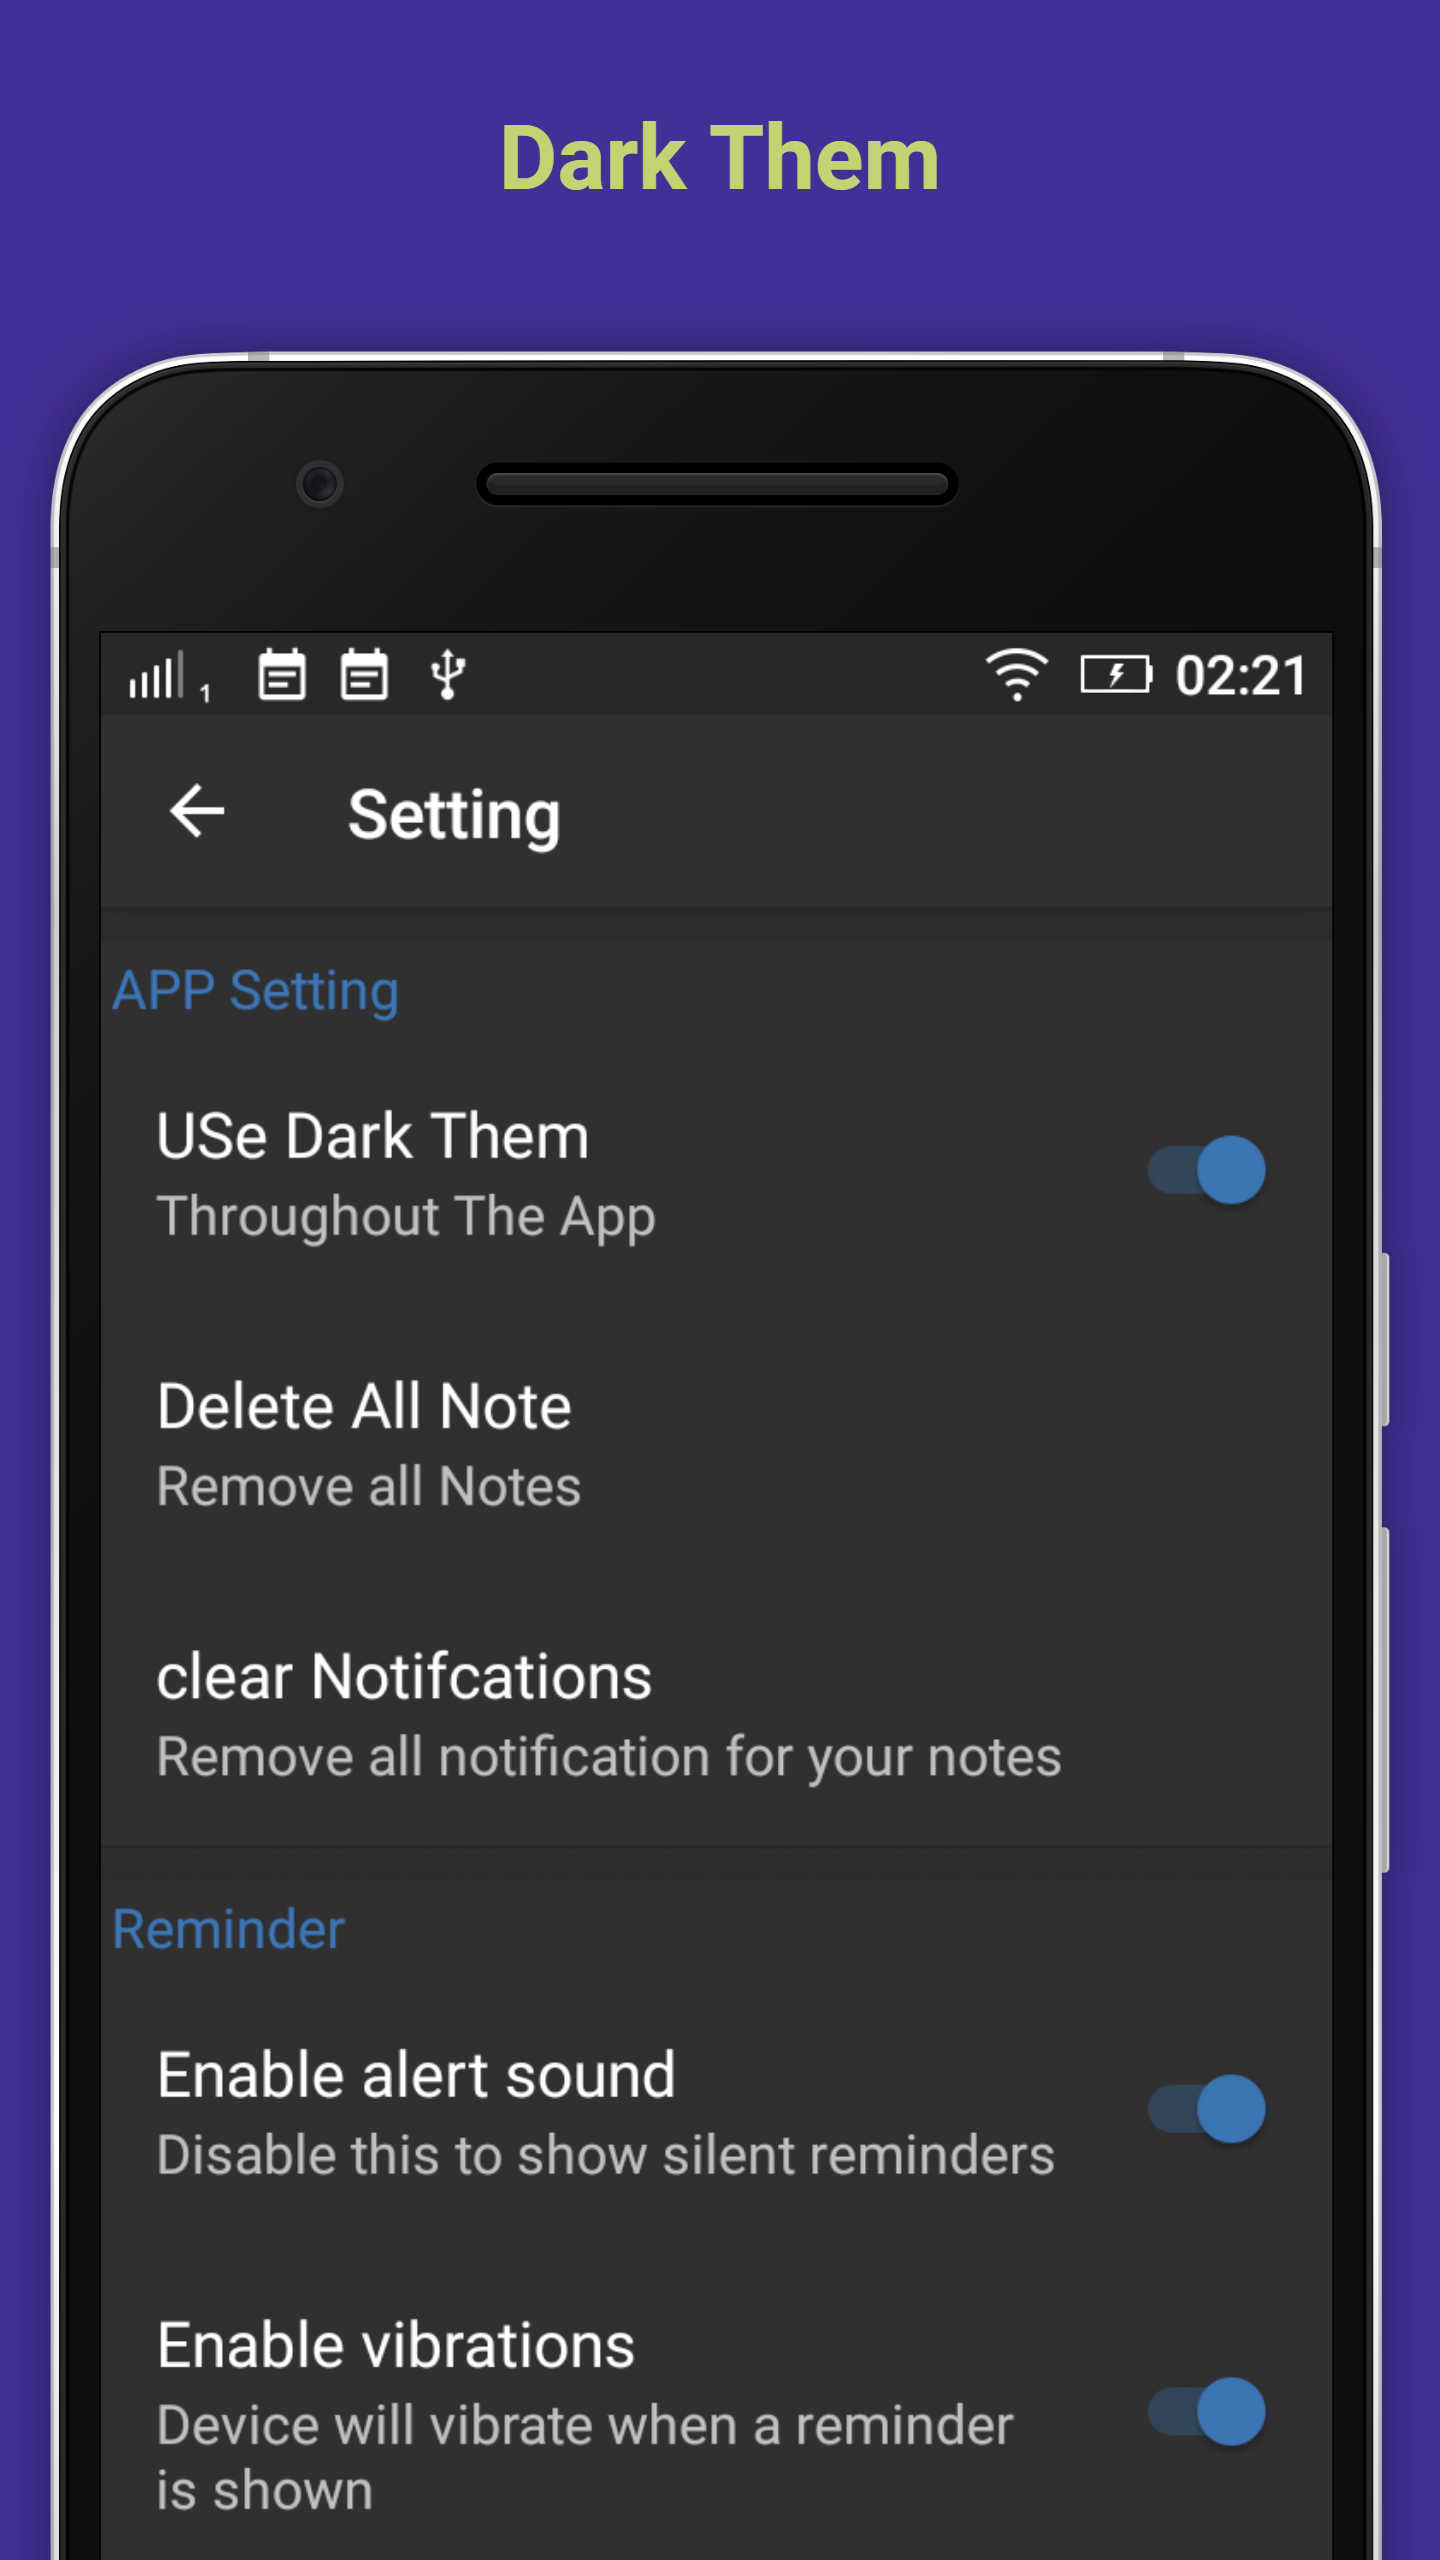 Dark Them
1
02:21
Setting
APP Setting
USe Dark Them
Throughout The App
Delete All Note
Remove all Notes
clear Notifcations
Remove all notification for your notes
Reminder
Enable alert sound
Disable this to show silent reminders
Enable vibrations
Device will vibrate when a reminder
is shown